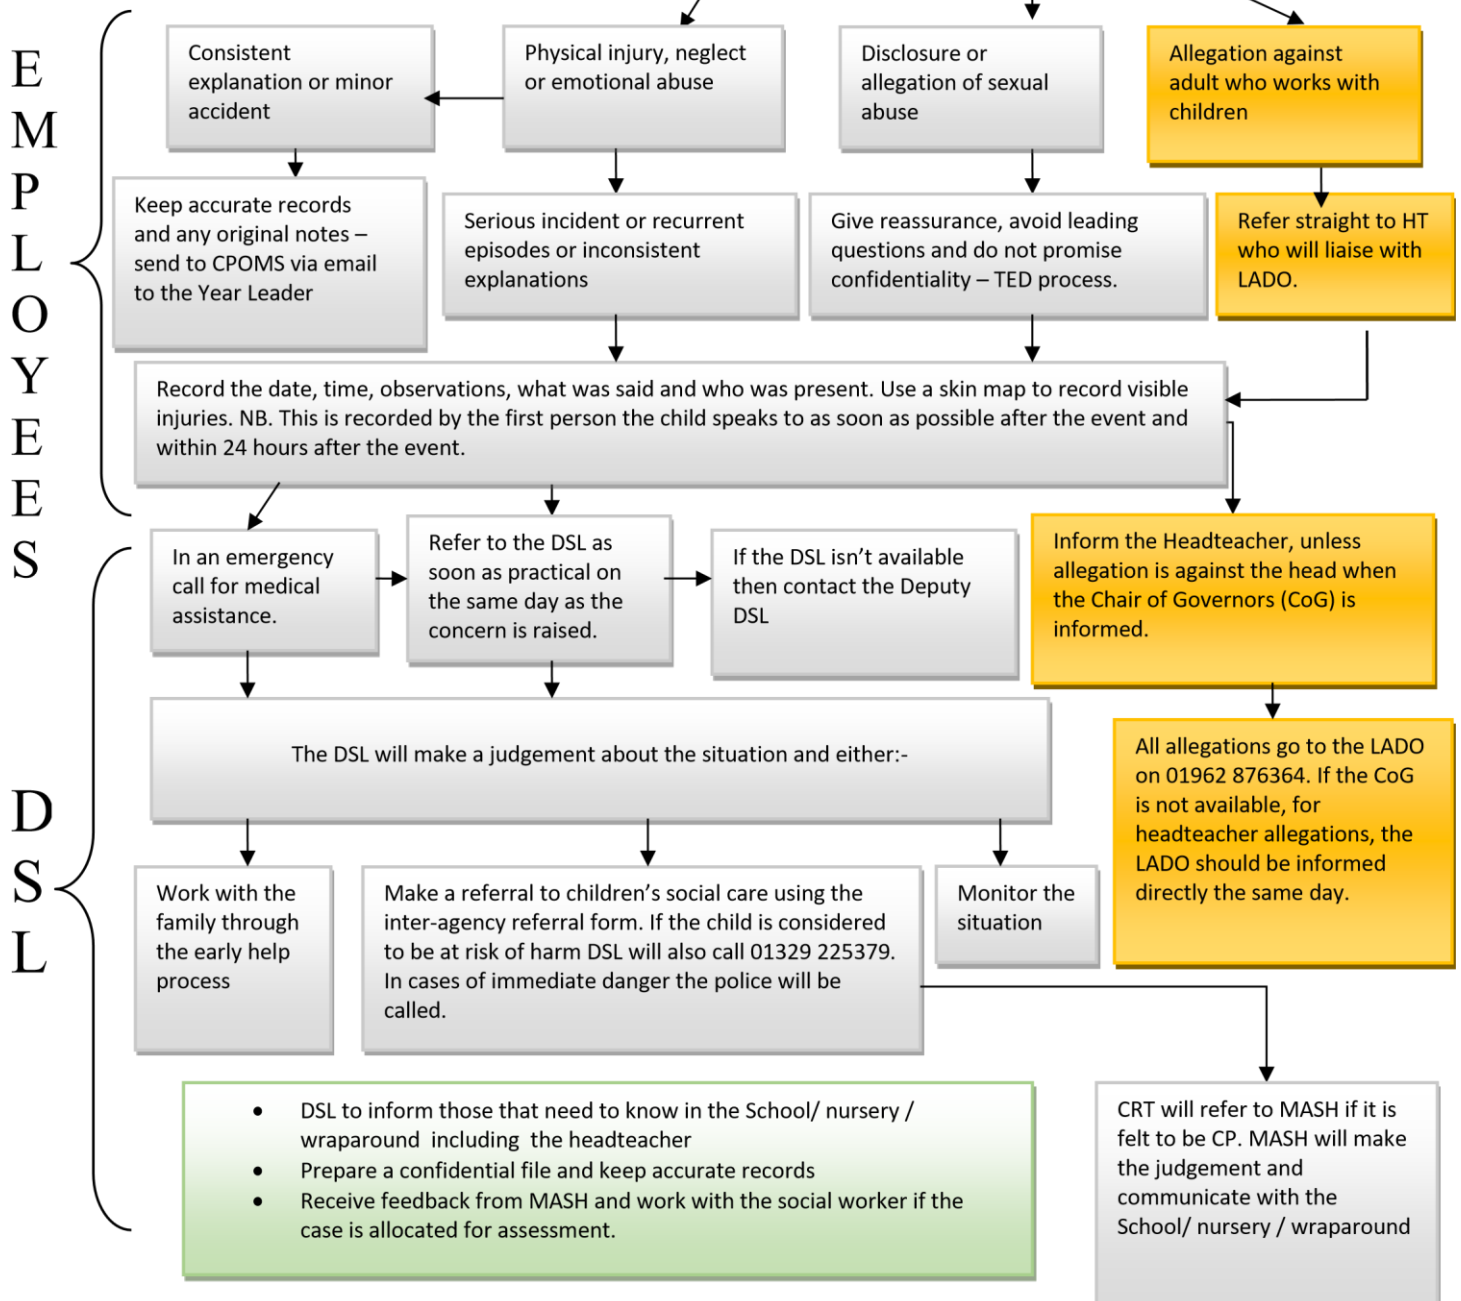 EMPLOYEES
Consistent
explanation or minor
accident
Physical injury, neglect
or emotional abuse
Disclosure or
allegation of sexual
abuse
Allegation against
adult who works with
children
Keep accurate records
and any original notes –
send to CPOMS via email
to the Year Leader
Serious incident or recurrent
episodes or inconsistent
explanations
Give reassurance, avoid leading
questions and do not promise
confidentiality – TED process.
Refer straight to HT
who will liaise with
LADO.
Record the date, time, observations, what was said and who was present. Use a skin map to record visible
injuries. NB. This is recorded by the first person the child speaks to as soon as possible after the event and
within 24 hours after the event.
DSL
In an emergency
call for medical
assistance.
Refer to the DSL as
soon as practical on
the same day as the
concern is raised.
If the DSL isn’t available
then contact the Deputy
DSL
Inform the Headteacher, unless
allegation is against the head when
the Chair of Governors (CoG) is
informed.
The DSL will make a judgement about the situation and either:-
All allegations go to the LADO
on 01962 876364. If the CoG
is not available, for
headteacher allegations, the
LADO should be informed
directly the same day.
Work with the
family through
the early help
process
Make a referral to children’s social care using the
inter-agency referral form. If the child is considered
to be at risk of harm DSL will also call 01329 225379.
In cases of immediate danger the police will be
called.
Monitor the
situation
• DSL to inform those that need to know in the School/ nursery /
wraparound including the headteacher
• Prepare a confidential file and keep accurate records
• Receive feedback from MASH and work with the social worker if the
case is allocated for assessment.
CRT will refer to MASH if it is
felt to be CP. MASH will make
the judgement and
communicate with the
School/ nursery / wraparound